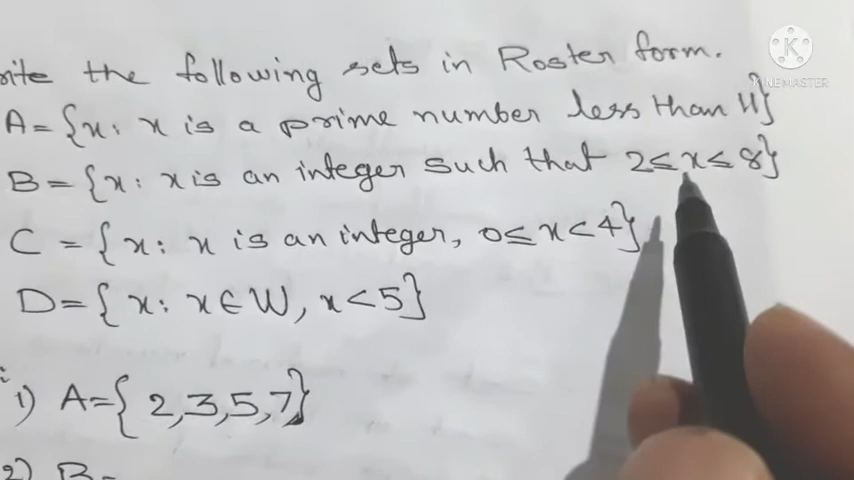 rite the following sets in Roster form.
A={x: x is a prime number less than 11}
B={x: x is an integer such that 2≤x≤8}
C={x: x is an integer, 0≤x<4}
D={x: x∈W, x<5}
1) A={2,3,5,7}
2) B=
K
KINEMASTER